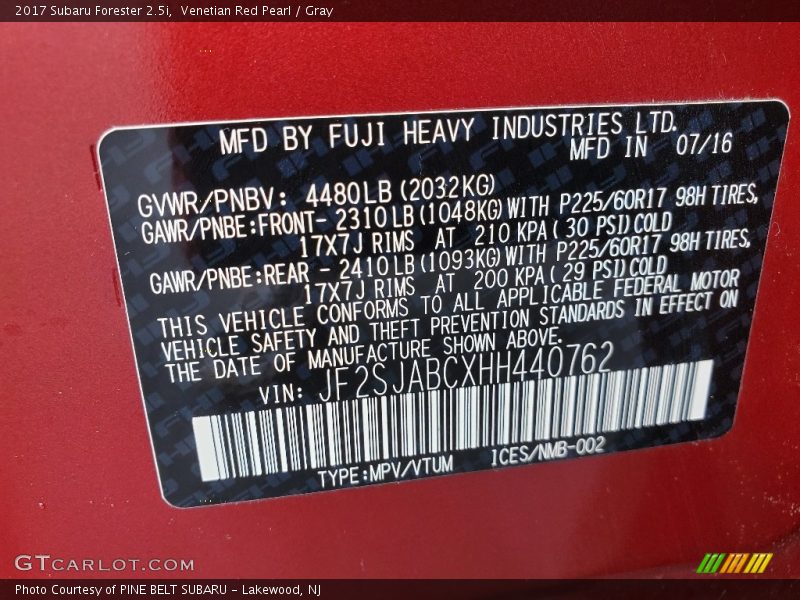 2017 Subaru Forester 2.5i,  Venetian Red Pearl / Gray
MFD BY FUJI HEAVY INDUSTRIES LTD.
MFD IN 07/16
GVWR/PNBV: 4480LB(2032KG)
GAWR/PNBE:FRONT- 2310LB(1048KG)WITH P225/60R17 98H TIRES,
17X7J RIMS AT 210 KPA( 30 PSI)COLD
GAWR/PNBE:REAR - 2410LB(1093KG)WITH P225/60R17 98H TIRES,
17X7J RIMS AT 200 KPA( 29 PSI)COLD
THIS VEHICLE CONFORMS TO ALL APPLICABLE FEDERAL MOTOR
VEHICLE SAFETY AND THEFT PREVENTION STANDARDS IN EFFECT ON
THE DATE OF MANUFACTURE SHOWN ABOVE.
VIN: JF2SJABCXHH440762
TYPE:MPV/VTUM ICES/NMB-002
GTCARLOT.COM
Photo Courtesy of PINE BELT SUBARU - Lakewood, NJ